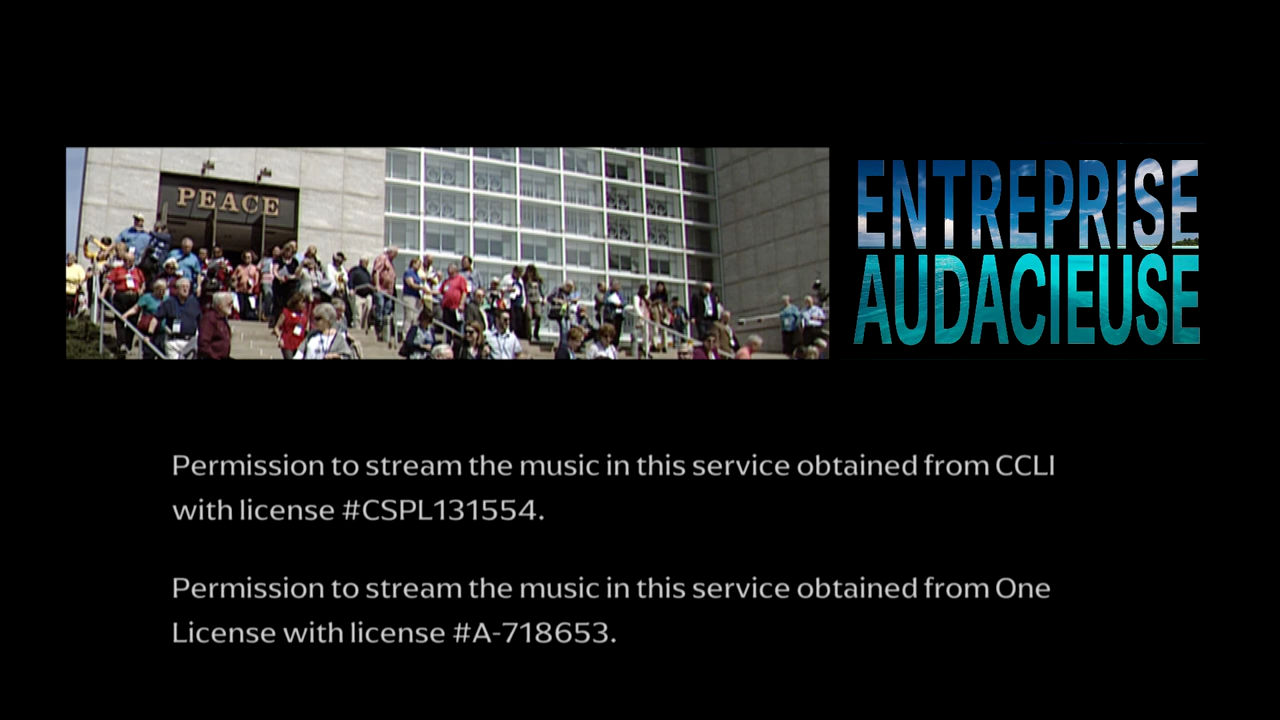 PEACE
ENTREPRISE
AUDACIEUSE
Permission to stream the music in this service obtained from CCLI
with license #CSPL131554.
Permission to stream the music in this service obtained from One
License with license #A-718653.